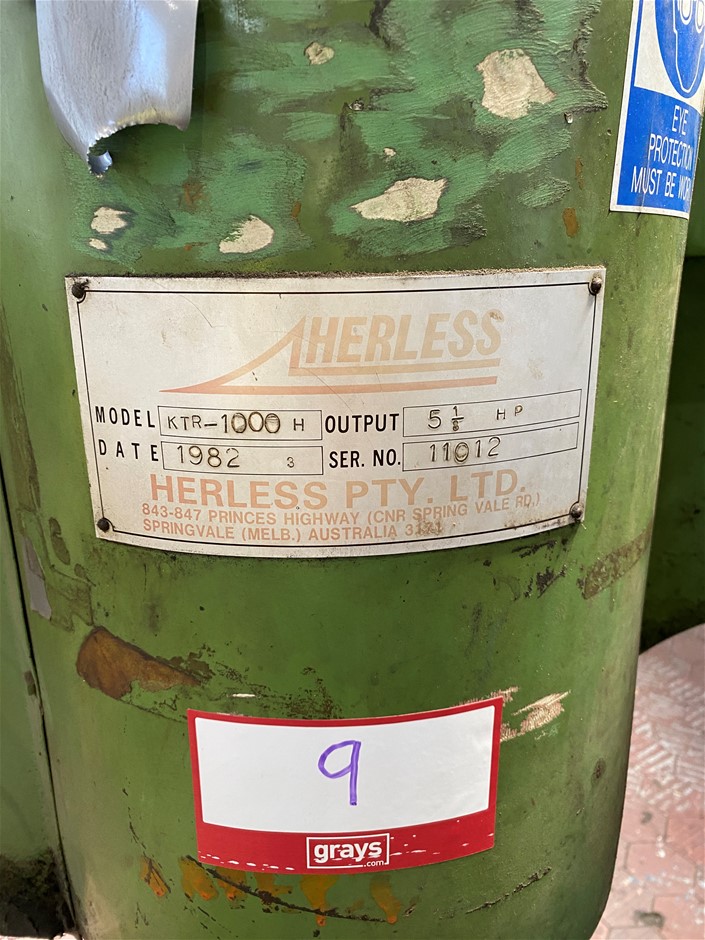 EYE
PROTECTION
MUST BE
HERLESS
MODEL KTR-1000 H OUTPUT 5 HP
DATE 1982 3 SER. NO. 11012
HERLESS PTY. LTD.
843-847 PRINCES HIGHWAY (CNR SPRING VALE RD.)
SPRINGVALE (MELB.) AUSTRALIA 3171
9
grays
.com